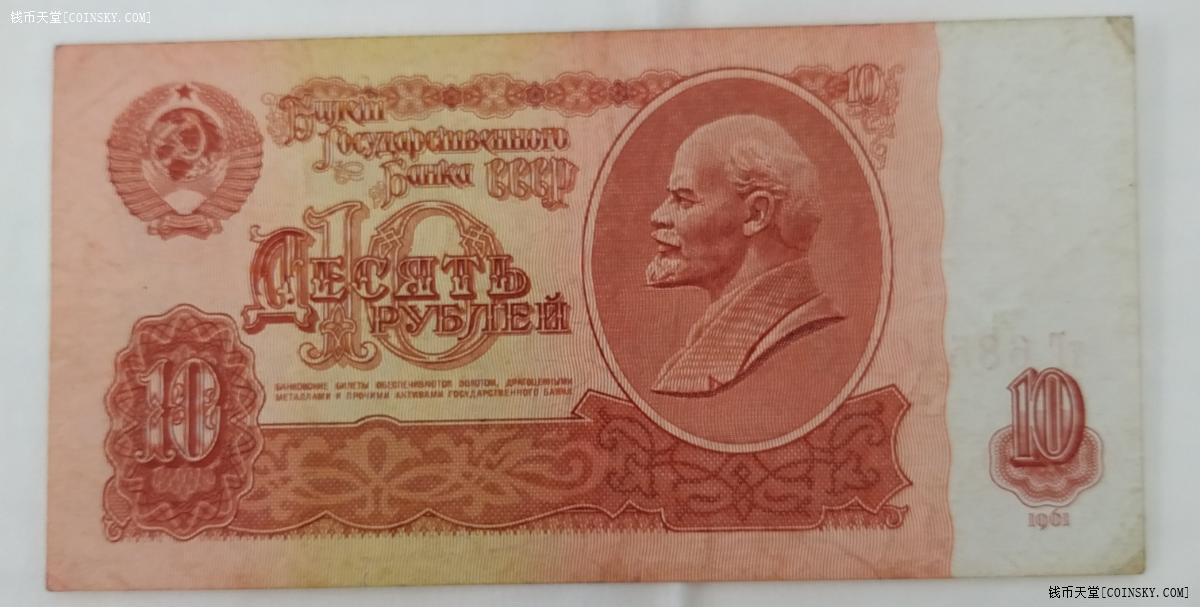 钱币天堂[COINSKY.COM]
Билет
Государственного
Банка СССР
10
10
ДЕСЯТЬ
РУБЛЕЙ
БАНКОВСКИЕ БИЛЕТЫ ОБЕСПЕЧИВАЮТСЯ ЗОЛОТОМ, ДРАГОЦЕННЫМИ
МЕТАЛЛАМИ И ПРОЧИМИ АКТИВАМИ ГОСУДАРСТВЕННОГО БАНКА
10
10
1961
钱币天堂[COINSKY.COM]